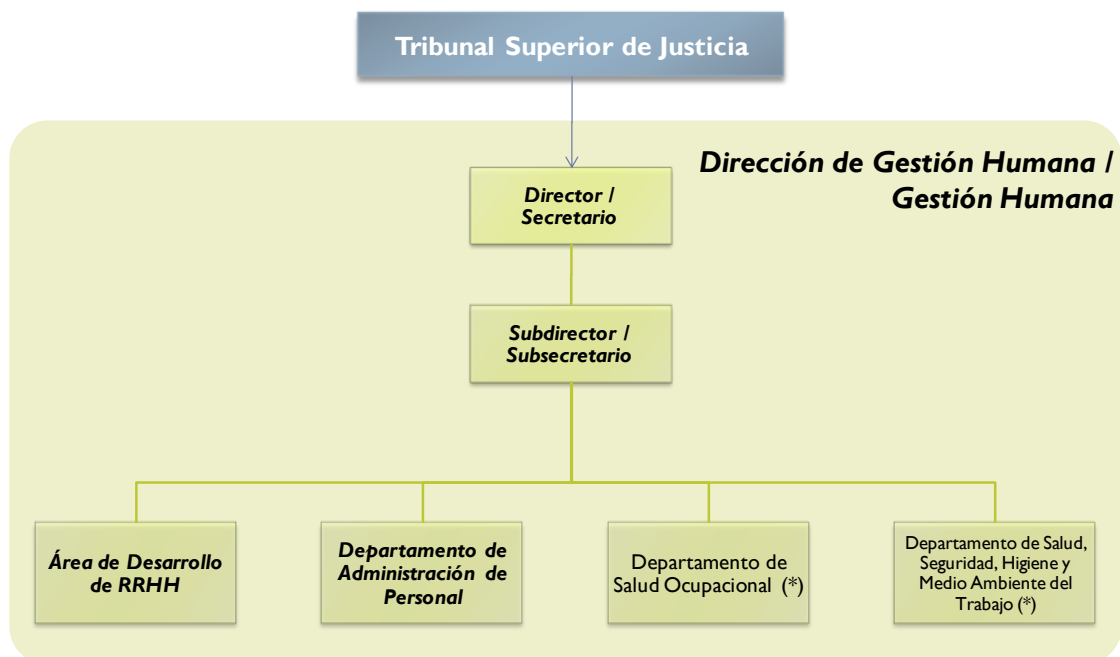 Tribunal Superior de Justicia
Dirección de Gestión Humana /
Gestión Humana
Director /
Secretario
Subdirector /
Subsecretario
Área de Desarrollo
de RRHH
Departamento de
Administración de
Personal
Departamento de
Salud Ocupacional (*)
Departamento de Salud,
Seguridad, Higiene y
Medio Ambiente del
Trabajo (*)